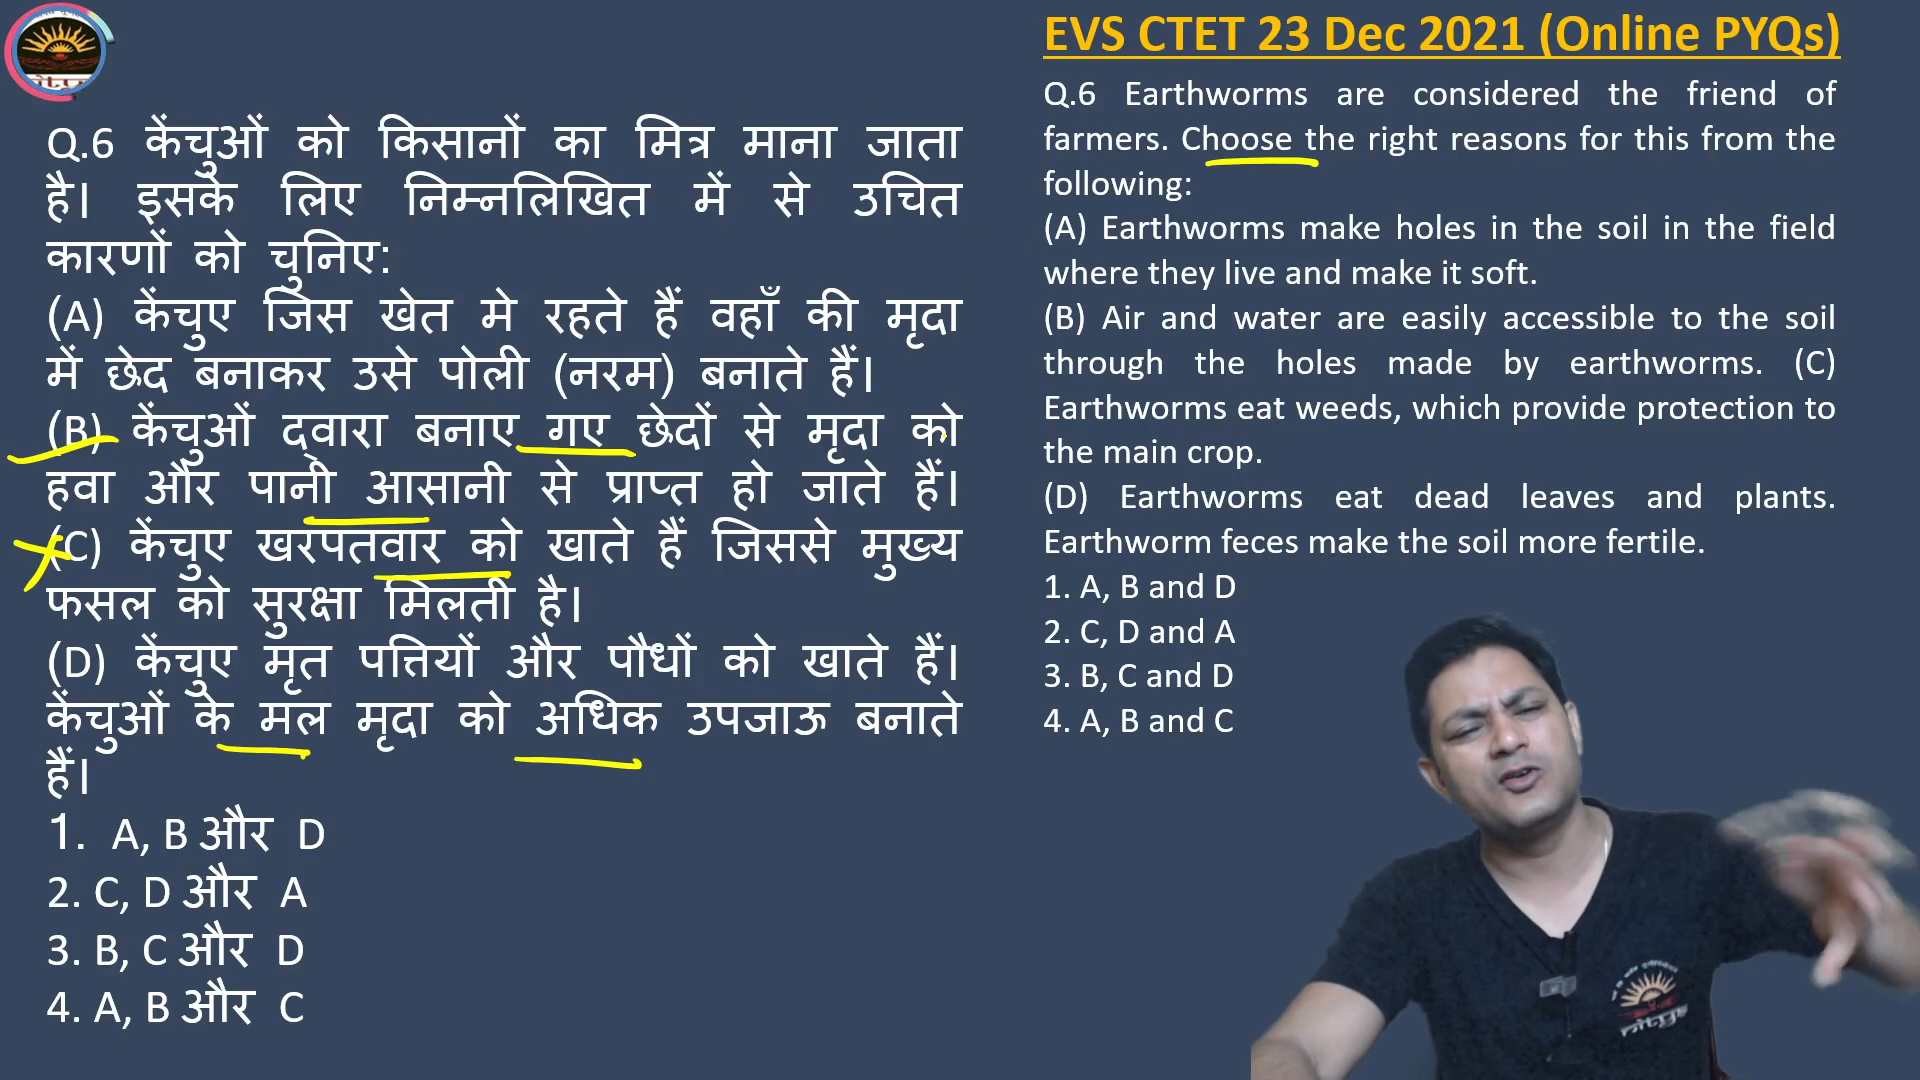 Q.6 केंचुओं को किसानों का मित्र माना जाता
है। इसके लिए निम्नलिखित में से उचित
कारणों को चुनिए:
(A) केंचुए जिस खेत मे रहते हैं वहाँ की मृदा
में छेद बनाकर उसे पोली (नरम) बनाते हैं।
(B) केंचुओं द्वारा बनाए गए छेदों से मृदा को
हवा और पानी आसानी से प्राप्त हो जाते हैं।
(C) केंचुए खरपतवार को खाते हैं जिससे मुख्य
फसल को सुरक्षा मिलती है।
(D) केंचुए मृत पत्तियों और पौधों को खाते हैं।
केंचुओं के मल मृदा को अधिक उपजाऊ बनाते
हैं।
1. A, B और D
2. C, D और A
3. B, C और D
4. A, B और C
EVS CTET 23 Dec 2021 (Online PYQs)
Q.6 Earthworms are considered the friend of
farmers. Choose the right reasons for this from the
following:
(A) Earthworms make holes in the soil in the field
where they live and make it soft.
(B) Air and water are easily accessible to the soil
through the holes made by earthworms. (C)
Earthworms eat weeds, which provide protection to
the main crop.
(D) Earthworms eat dead leaves and plants.
Earthworm feces make the soil more fertile.
1. A, B and D
2. C, D and A
3. B, C and D
4. A, B and C